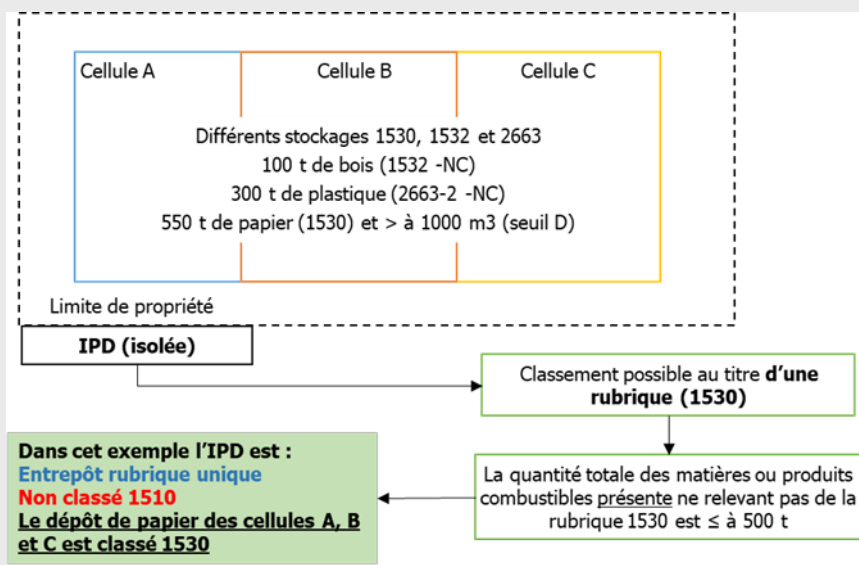 Cellule A
Cellule B
Cellule C
Différents stockages 1530, 1532 et 2663
100 t de bois (1532 -NC)
300 t de plastique (2663-2 -NC)
550 t de papier (1530) et > à 1000 m3 (seuil D)
Limite de propriété
IPD (isolée)
Classement possible au titre d'une
rubrique (1530)
La quantité totale des matières ou produits
combustibles présente ne relevant pas de la
rubrique 1530 est ≤ à 500 t
Dans cet exemple l'IPD est :
Entrepôt rubrique unique
Non classé 1510
Le dépôt de papier des cellules A, B
et C est classé 1530